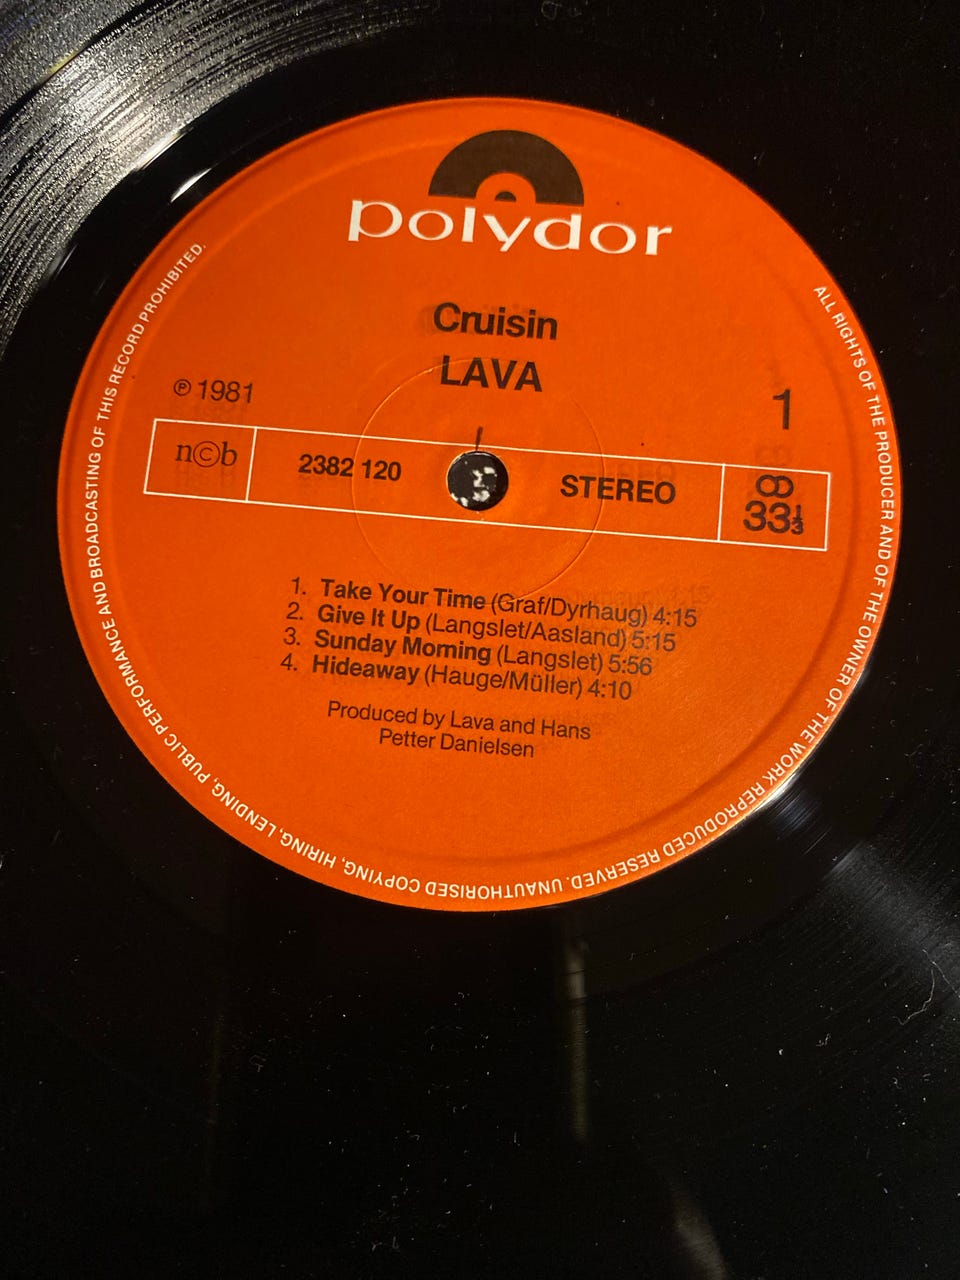 polydor
Cruisin
LAVA
℗ 1981
1
n©b
2382 120
STEREO
33⅓
1. Take Your Time (Graf/Dyrhaug) 4:15
2. Give It Up (Langslet/Aasland) 5:15
3. Sunday Morning (Langslet) 5:56
4. Hideaway (Hauge/Müller) 4:10
Produced by Lava and Hans
Petter Danielsen
ALL RIGHTS OF THE PRODUCER AND OF THE OWNER OF THE WORK REPRODUCED RESERVED. UNAUTHORISED COPYING, HIRING, LENDING, PUBLIC PERFORMANCE AND BROADCASTING OF THIS RECORD PROHIBITED.